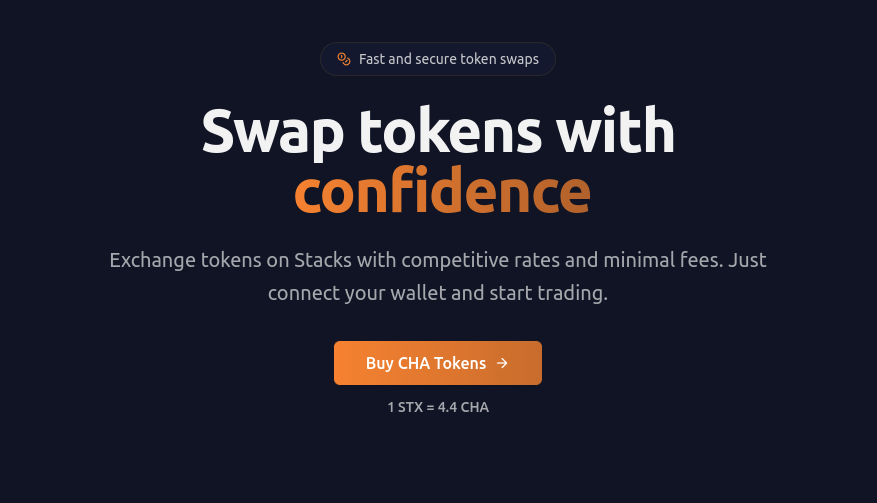 Fast and secure token swaps
Swap tokens with
confidence
Exchange tokens on Stacks with competitive rates and minimal fees. Just
connect your wallet and start trading.
Buy CHA Tokens →
1 STX = 4.4 CHA